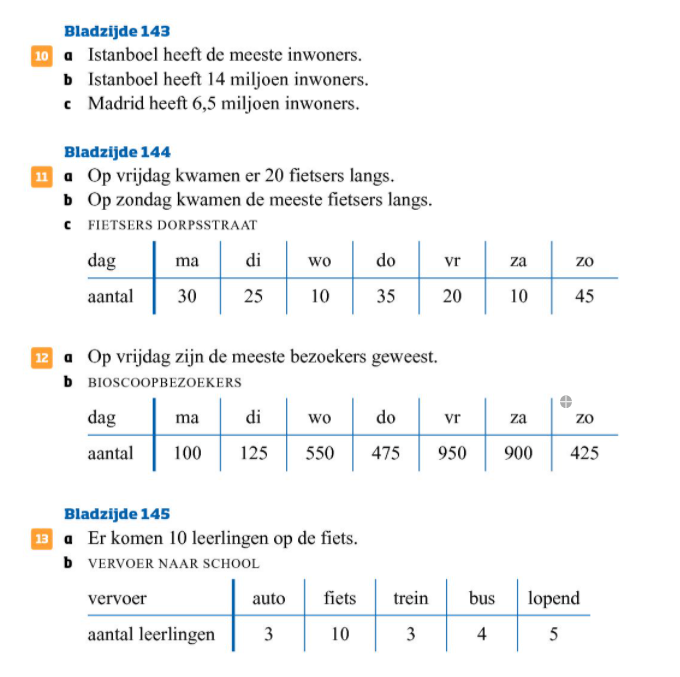 Bladzijde 143
10 a Istanboel heeft de meeste inwoners.
b Istanboel heeft 14 miljoen inwoners.
c Madrid heeft 6,5 miljoen inwoners.
Bladzijde 144
11 a Op vrijdag kwamen er 20 fietsers langs.
b Op zondag kwamen de meeste fietsers langs.
c FIETSERS DORPSSTRAAT
dag ma di wo do vr za zo
aantal 30 25 10 35 20 10 45
12 a Op vrijdag zijn de meeste bezoekers geweest.
b BIOSCOOPBEZOEKERS
dag ma di wo do vr za zo
aantal 100 125 550 475 950 900 425
Bladzijde 145
13 a Er komen 10 leerlingen op de fiets.
b VERVOER NAAR SCHOOL
vervoer auto fiets trein bus lopend
aantal leerlingen 3 10 3 4 5